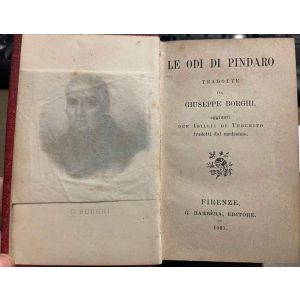 G. BORGHI
LE ODI DI PINDARO
TRADOTTE
DA
GIUSEPPE BORGHI,
aggiunti
DUE IDILLII DI TEOCRITO
tradotti dal medesimo.
FIRENZE,
G. BARBÈRA, EDITORE.